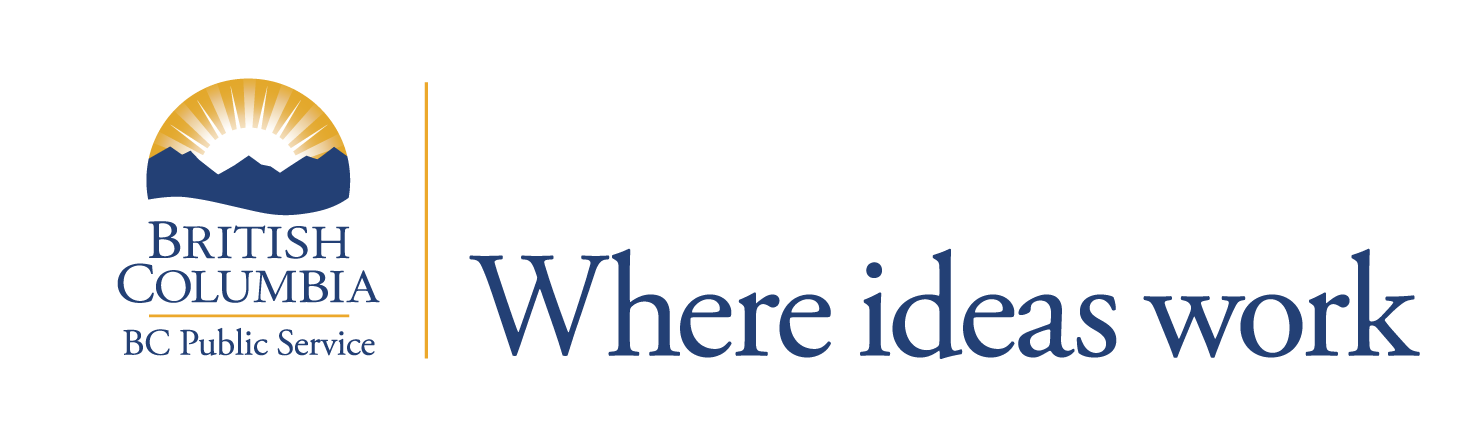 BRITISH
COLUMBIA
BC Public Service
Where ideas work